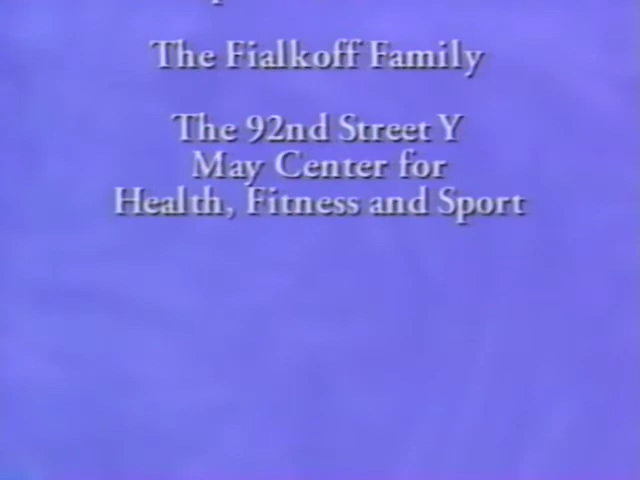 The Fialkoff Family
The 92nd Street Y
May Center for
Health, Fitness and Sport